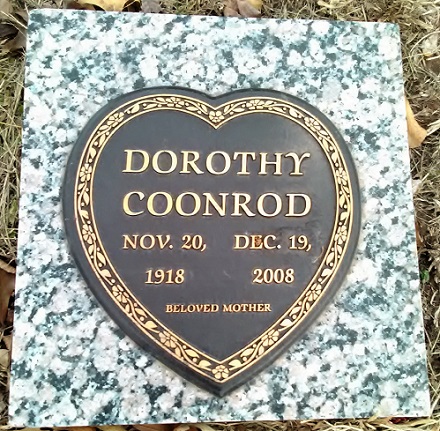 DOROTHY
COONROD
NOV. 20, DEC. 19,
1918 2008
BELOVED MOTHER